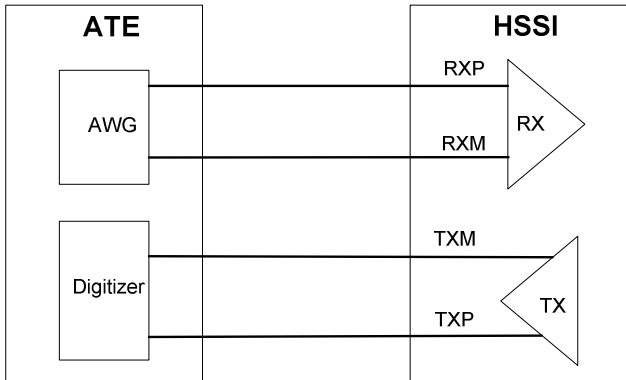 ATE
HSSI
AWG
RXP
RXM
RX
Digitizer
TXM
TXP
TX